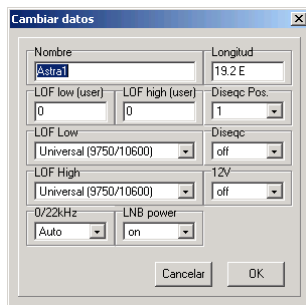 Cambiar datos
Nombre Longitud
Astra1 19.2 E
LOF low (user) LOF high (user) Diseqc Pos.
0 0 1
LOF Low Diseqc
Universal (9750/10600) off
LOF High 12V
Universal (9750/10600) off
0/22kHz LNB power
Auto on
Cancelar OK